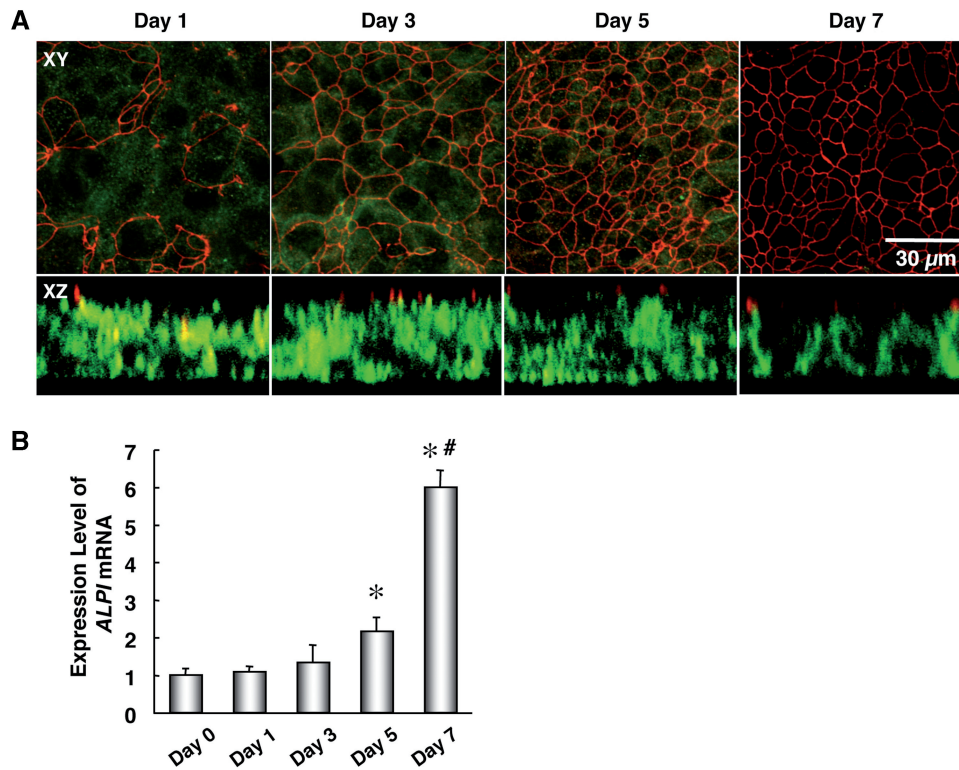 A
Day 1 Day 3 Day 5 Day 7
XY
30 µm
XZ
B
Expression Level of
ALPI mRNA
7
6
5
4
3
2
1
0
* #
*
Day 0 Day 1 Day 3 Day 5 Day 7